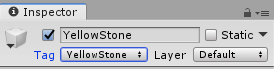 Inspector
YellowStone Static
Tag YellowStone Layer Default